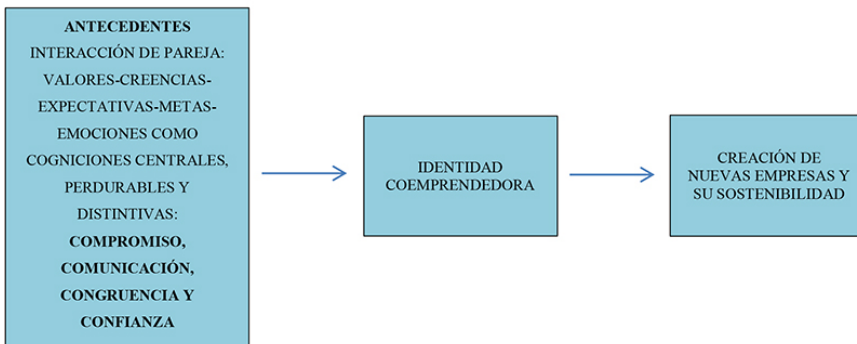 ANTECEDENTES
INTERACCIÓN DE PAREJA:
VALORES-CREENCIAS-
EXPECTATIVAS-METAS-
EMOCIONES COMO
COGNICIONES CENTRALES,
PERDURABLES Y
DISTINTIVAS:
COMPROMISO,
COMUNICACIÓN,
CONGRUENCIA Y
CONFIANZA
IDENTIDAD
COEMPRENDEDORA
CREACIÓN DE
NUEVAS EMPRESAS Y
SU SOSTENIBILIDAD